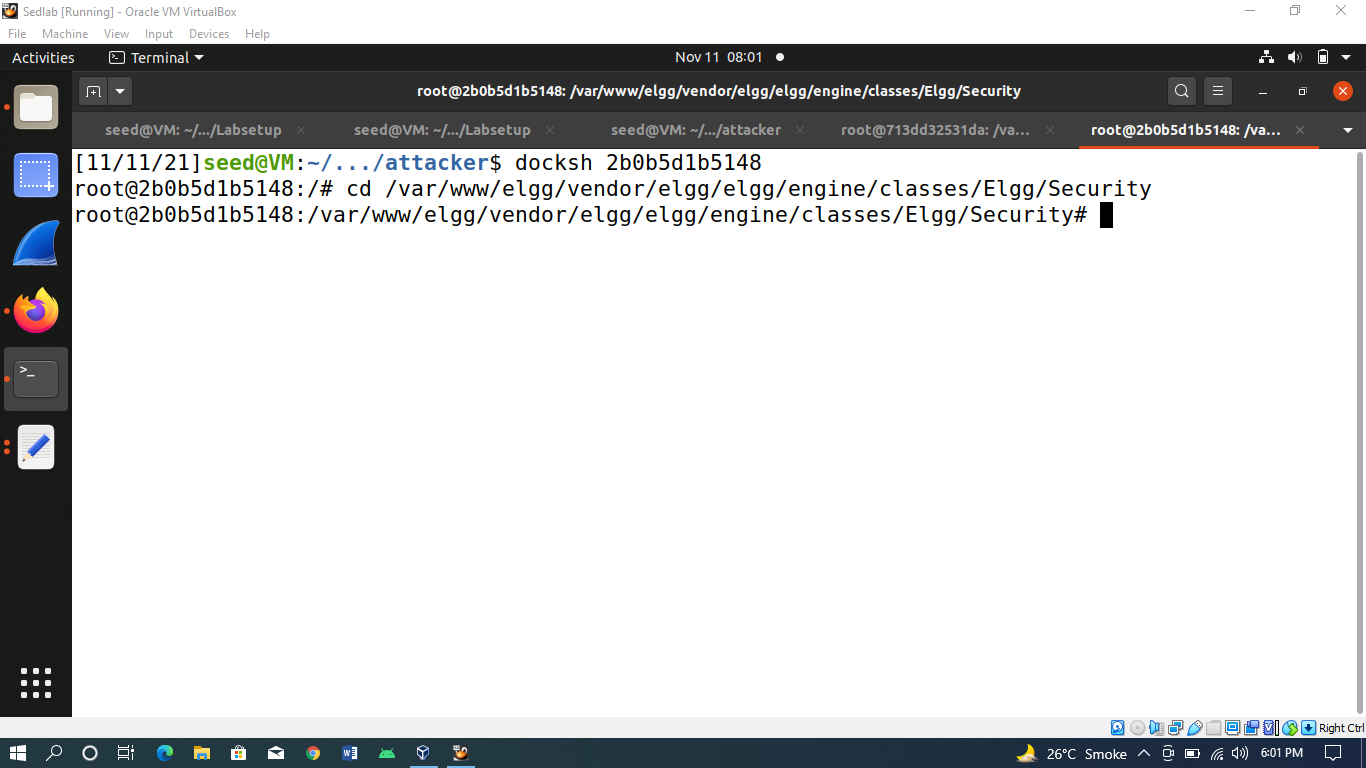 Sedlab [Running] - Oracle VM VirtualBox
File Machine View Input Devices Help
Activities Terminal Nov 11 08:01
root@2b0b5d1b5148: /var/www/elgg/vendor/elgg/elgg/engine/classes/Elgg/Security
seed@VM: ~/.../Labsetup seed@VM: ~/.../Labsetup seed@VM: ~/.../attacker root@713dd32531da: /va... root@2b0b5d1b5148: /va...
[11/11/21]seed@VM:~/.../attacker$ docksh 2b0b5d1b5148
root@2b0b5d1b5148:/# cd /var/www/elgg/vendor/elgg/elgg/engine/classes/Elgg/Security
root@2b0b5d1b5148:/var/www/elgg/vendor/elgg/elgg/engine/classes/Elgg/Security#
Right Ctrl
26°C Smoke 6:01 PM